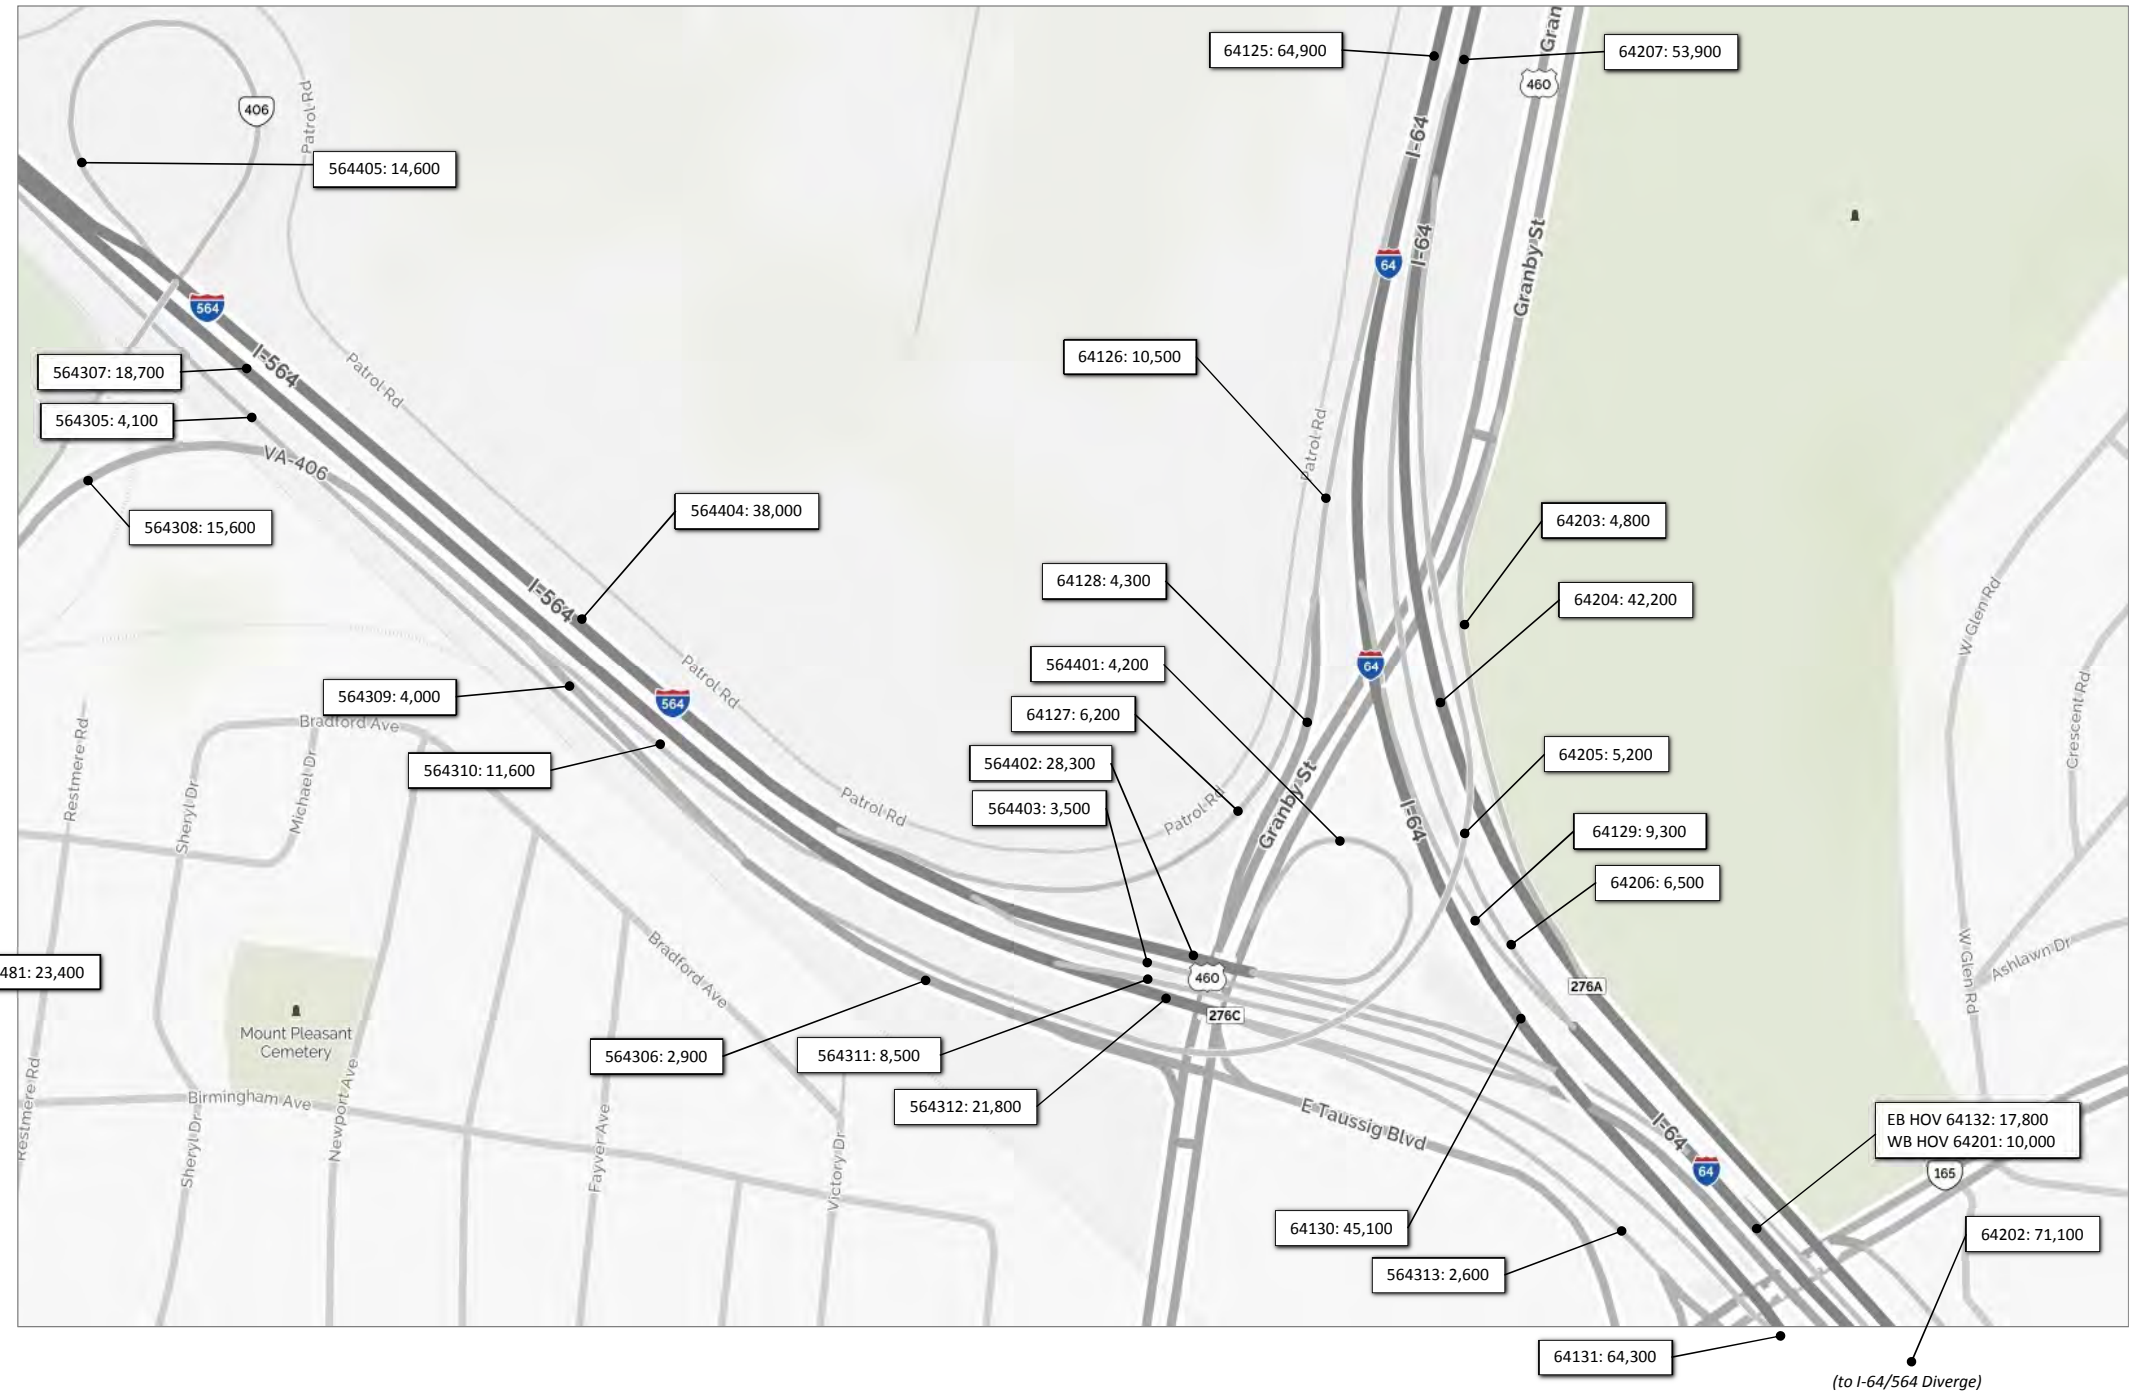 Gran
64125: 64,900
64207: 53,900
460
406
Patrol Rd
I-64
564405: 14,600
I-64
Granby St
64
564
I-564
564307: 18,700
64126: 10,500
Patrol Rd
564305: 4,100
Patrol Rd
VA-406
564308: 15,600
564404: 38,000
64203: 4,800
I-564
64128: 4,300
64204: 42,200
W Glen Rd
564401: 4,200
64
Patrol Rd
564309: 4,000
564
64127: 6,200
Crescent Rd
Bradford Ave
Restmere Rd
564402: 28,300
64205: 5,200
564310: 11,600
Michael Dr
Sheryl Dr
564403: 3,500
Patrol Rd
Patrol Rd
Granby St
I-64
64129: 9,300
64206: 6,500
481: 23,400
Bradford Ave
460
276A
W Glen Rd
Ashlawn Dr
276C
Mount Pleasant
Cemetery
564306: 2,900
564311: 8,500
Restmere Rd
Birmingham Ave
Newport Ave
564312: 21,800
E Taussig Blvd
I-64
EB HOV 64132: 17,800
WB HOV 64201: 10,000
Sheryl Dr
Fayver Ave
Victory Dr
64
165
64130: 45,100
64202: 71,100
564313: 2,600
64131: 64,300
(to I-64/564 Diverge)